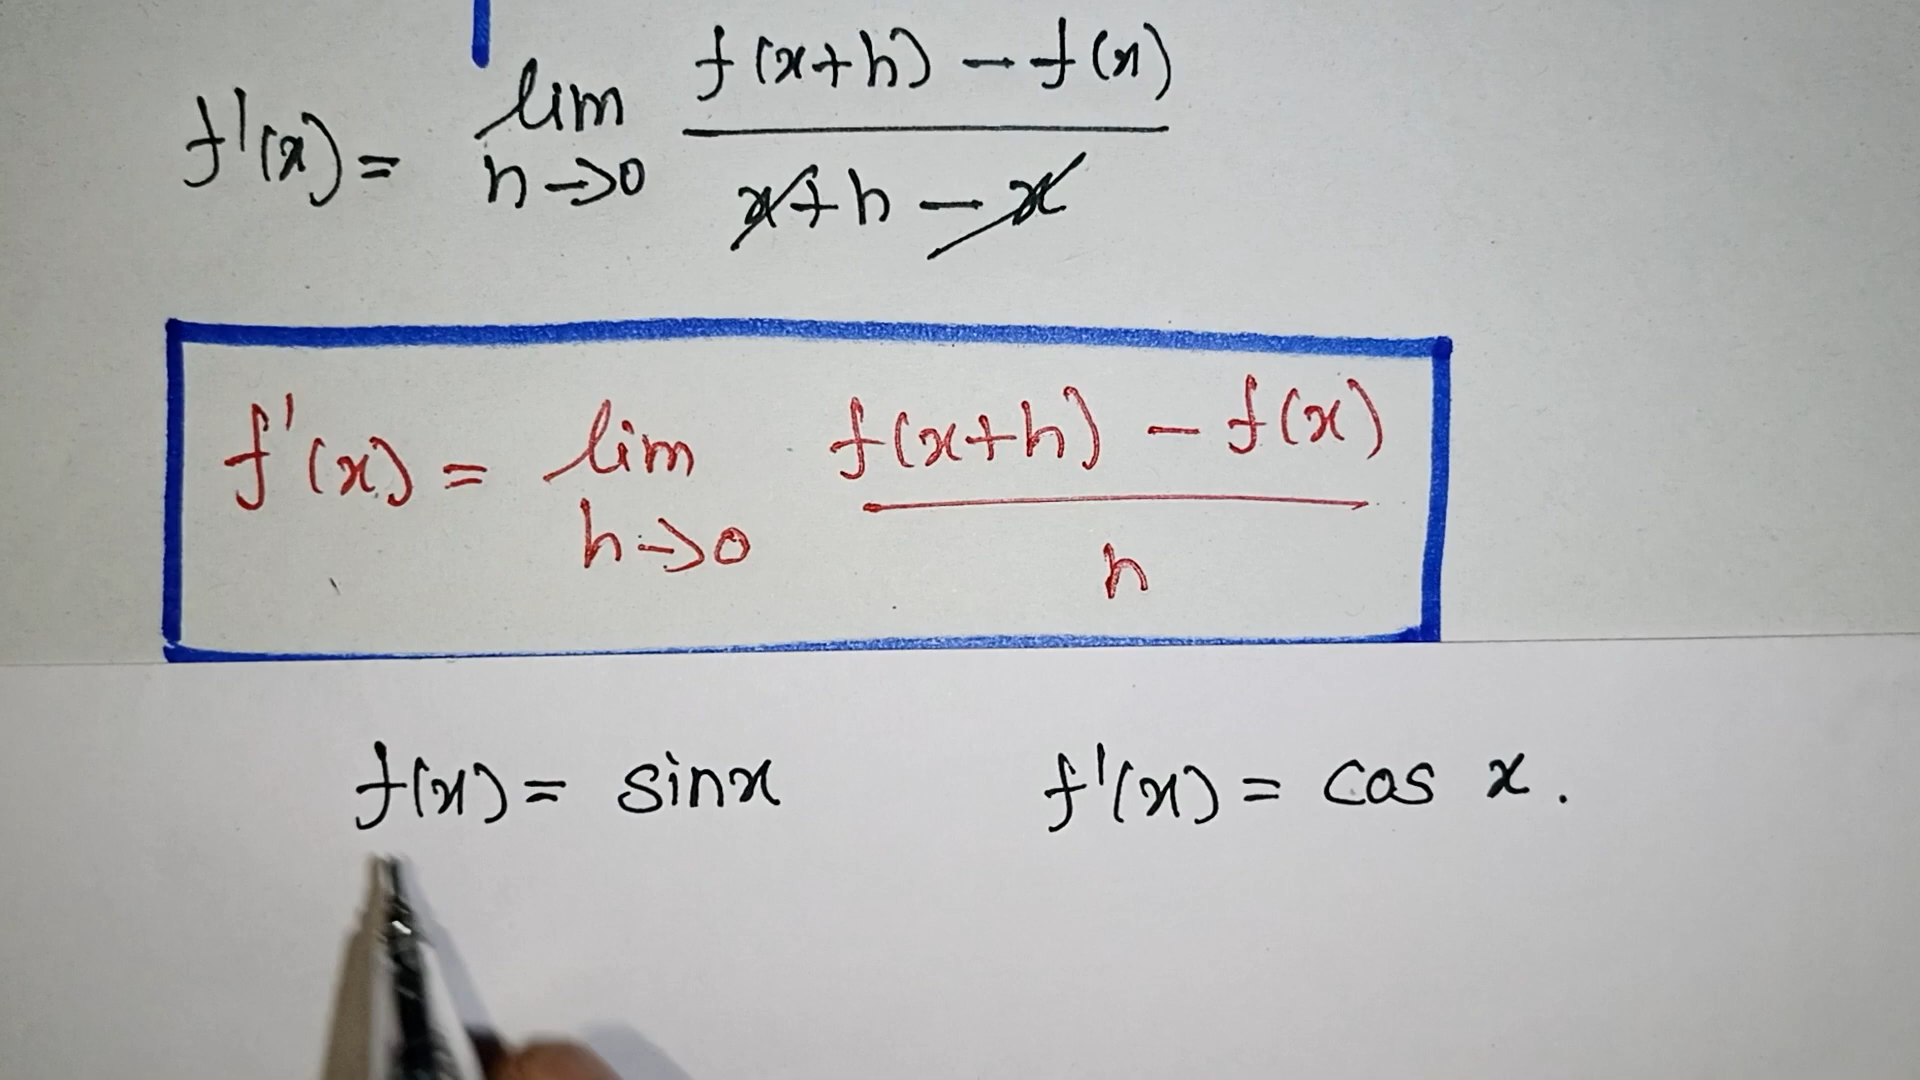 f'(x) = lim h→0 f(x+h) - f(x) / x+h - x
f'(x) = lim h→0 f(x+h) - f(x) / h
f(x) = sinx f'(x) = cos x.